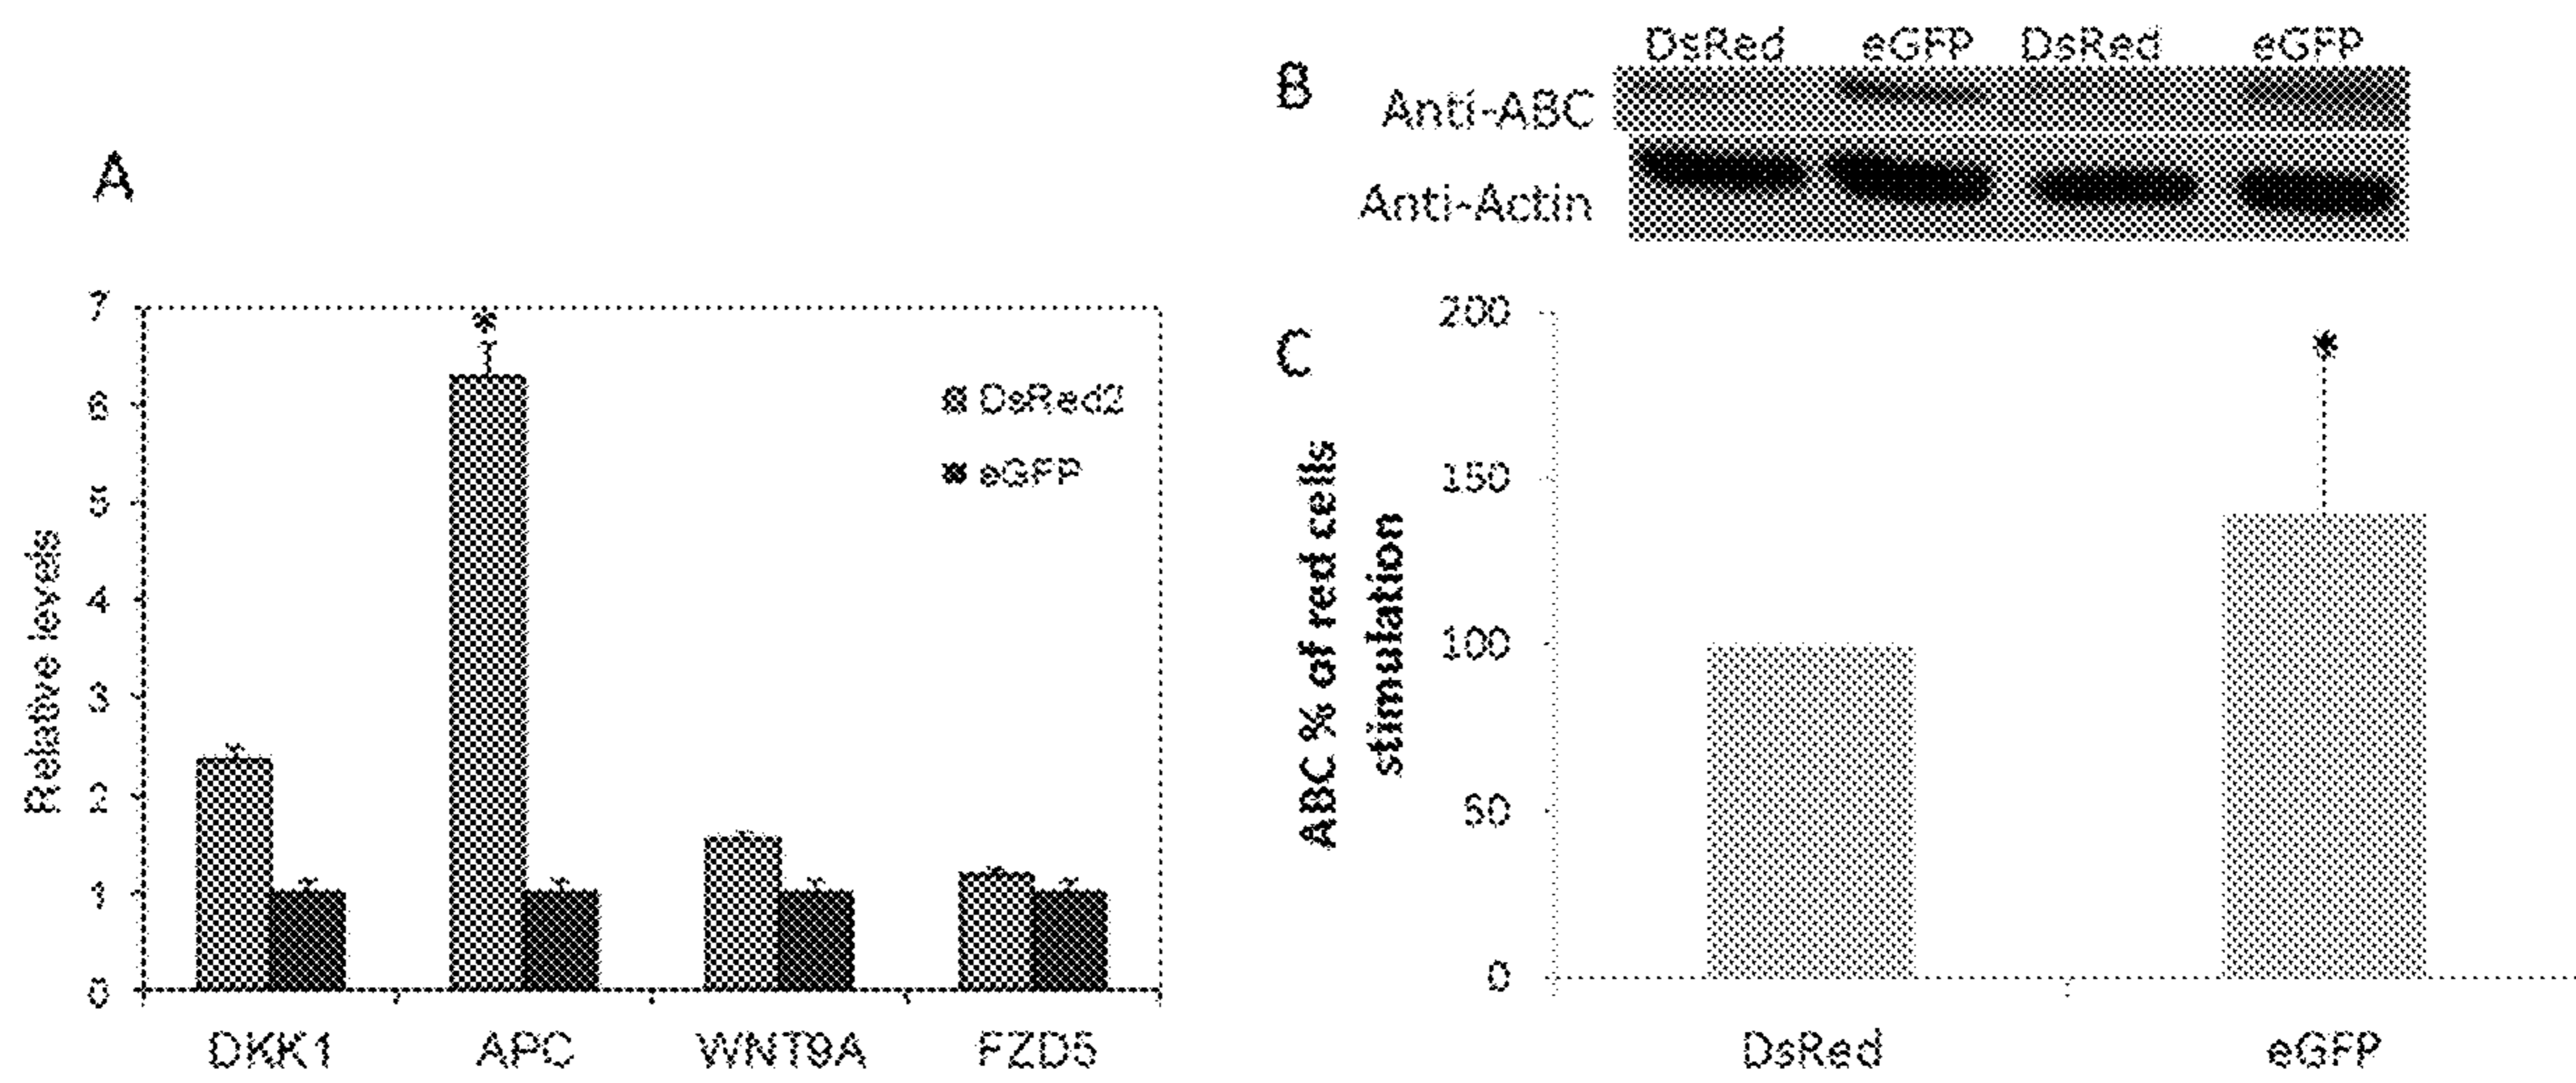 A
7
6
5
4
3
2
1
0
Relative levels
*
DsRed2
eGFP
DKK1 APC WNT9A FZD5
B
DsRed eGFP DsRed eGFP
Anti-ABC
Anti-Actin
C
200
150
100
50
0
ABC % of red cells
stimulation
*
DsRed eGFP